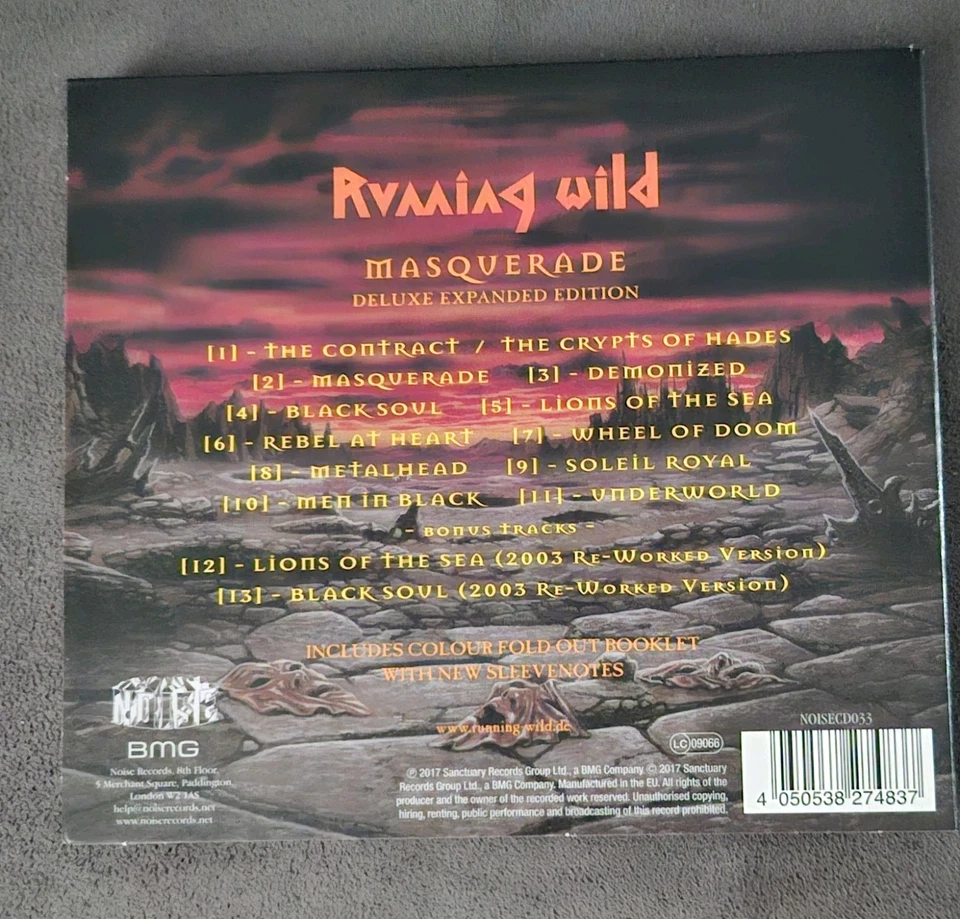 Running Wild
MASQUERADE
DELUXE EXPANDED EDITION
[1] - THE CONTRACT / THE CRYPTS OF HADES
[2] - MASQUERADE [3] - DEMONIZED
[4] - BLACK SOUL [5] - LIONS OF THE SEA
[6] - REBEL AT HEART [7] - WHEEL OF DOOM
[8] - METALHEAD [9] - SOLEIL ROYAL
[10] - MEN IN BLACK [11] - UNDERWORLD
- BONUS TRACKS -
[12] - LIONS OF THE SEA (2003 RE-WORKED VERSION)
[13] - BLACK SOUL (2003 RE-WORKED VERSION)
INCLUDES COLOUR FOLD-OUT BOOKLET
WITH NEW SLEEVENOTES
www.running-wild.de
NOISE
BMG
Noise Records, 8th Floor,
5 Merchant Square, Paddington,
London W2 1AS
help@noiserecords.net
www.noiserecords.net
℗ 2017 Sanctuary Records Group Ltd., a BMG Company. © 2017 Sanctuary
Records Group Ltd., a BMG Company. Manufactured in the EU. All rights of the
producer and the owner of the recorded work reserved. Unauthorised copying,
hiring, renting, public performance and broadcasting of this record prohibited.
LC 09066
NOISECD033
4 050538 274837